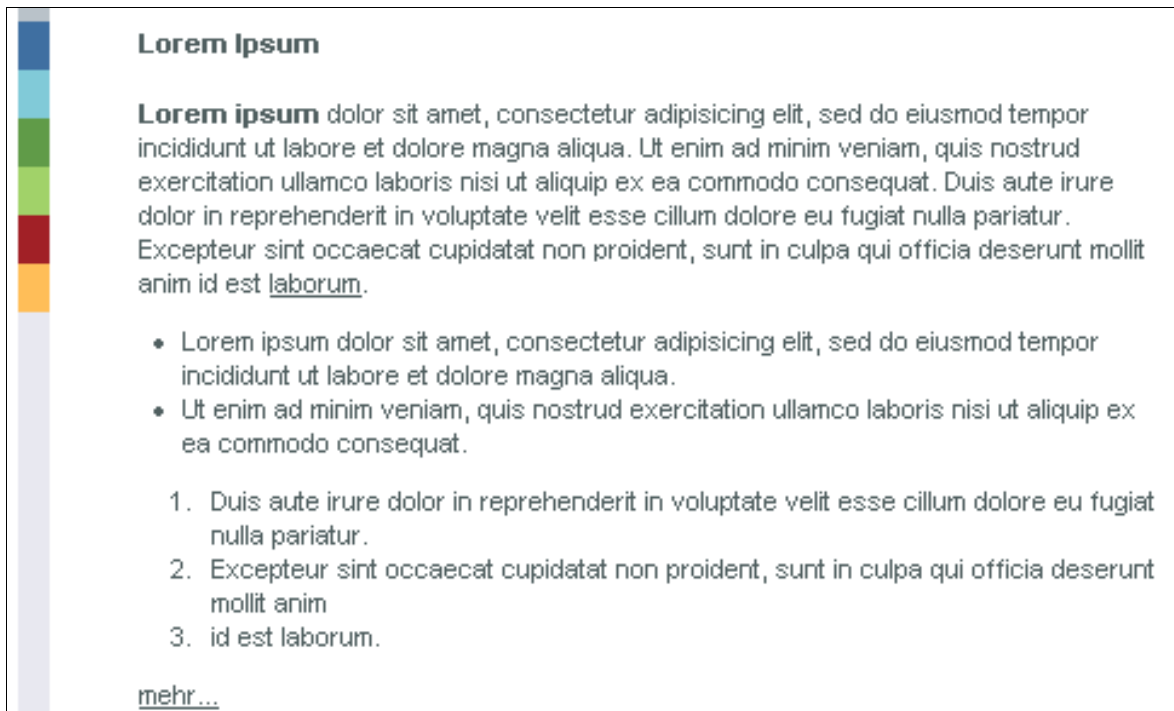 Lorem Ipsum
Lorem ipsum dolor sit amet, consectetur adipisicing elit, sed do eiusmod tempor
incididunt ut labore et dolore magna aliqua. Ut enim ad minim veniam, quis nostrud
exercitation ullamco laboris nisi ut aliquip ex ea commodo consequat. Duis aute irure
dolor in reprehenderit in voluptate velit esse cillum dolore eu fugiat nulla pariatur.
Excepteur sint occaecat cupidatat non proident, sunt in culpa qui officia deserunt mollit
anim id est laborum.
• Lorem ipsum dolor sit amet, consectetur adipisicing elit, sed do eiusmod tempor
incididunt ut labore et dolore magna aliqua.
• Ut enim ad minim veniam, quis nostrud exercitation ullamco laboris nisi ut aliquip ex
ea commodo consequat.
1. Duis aute irure dolor in reprehenderit in voluptate velit esse cillum dolore eu fugiat
nulla pariatur.
2. Excepteur sint occaecat cupidatat non proident, sunt in culpa qui officia deserunt
mollit anim
3. id est laborum.
mehr...